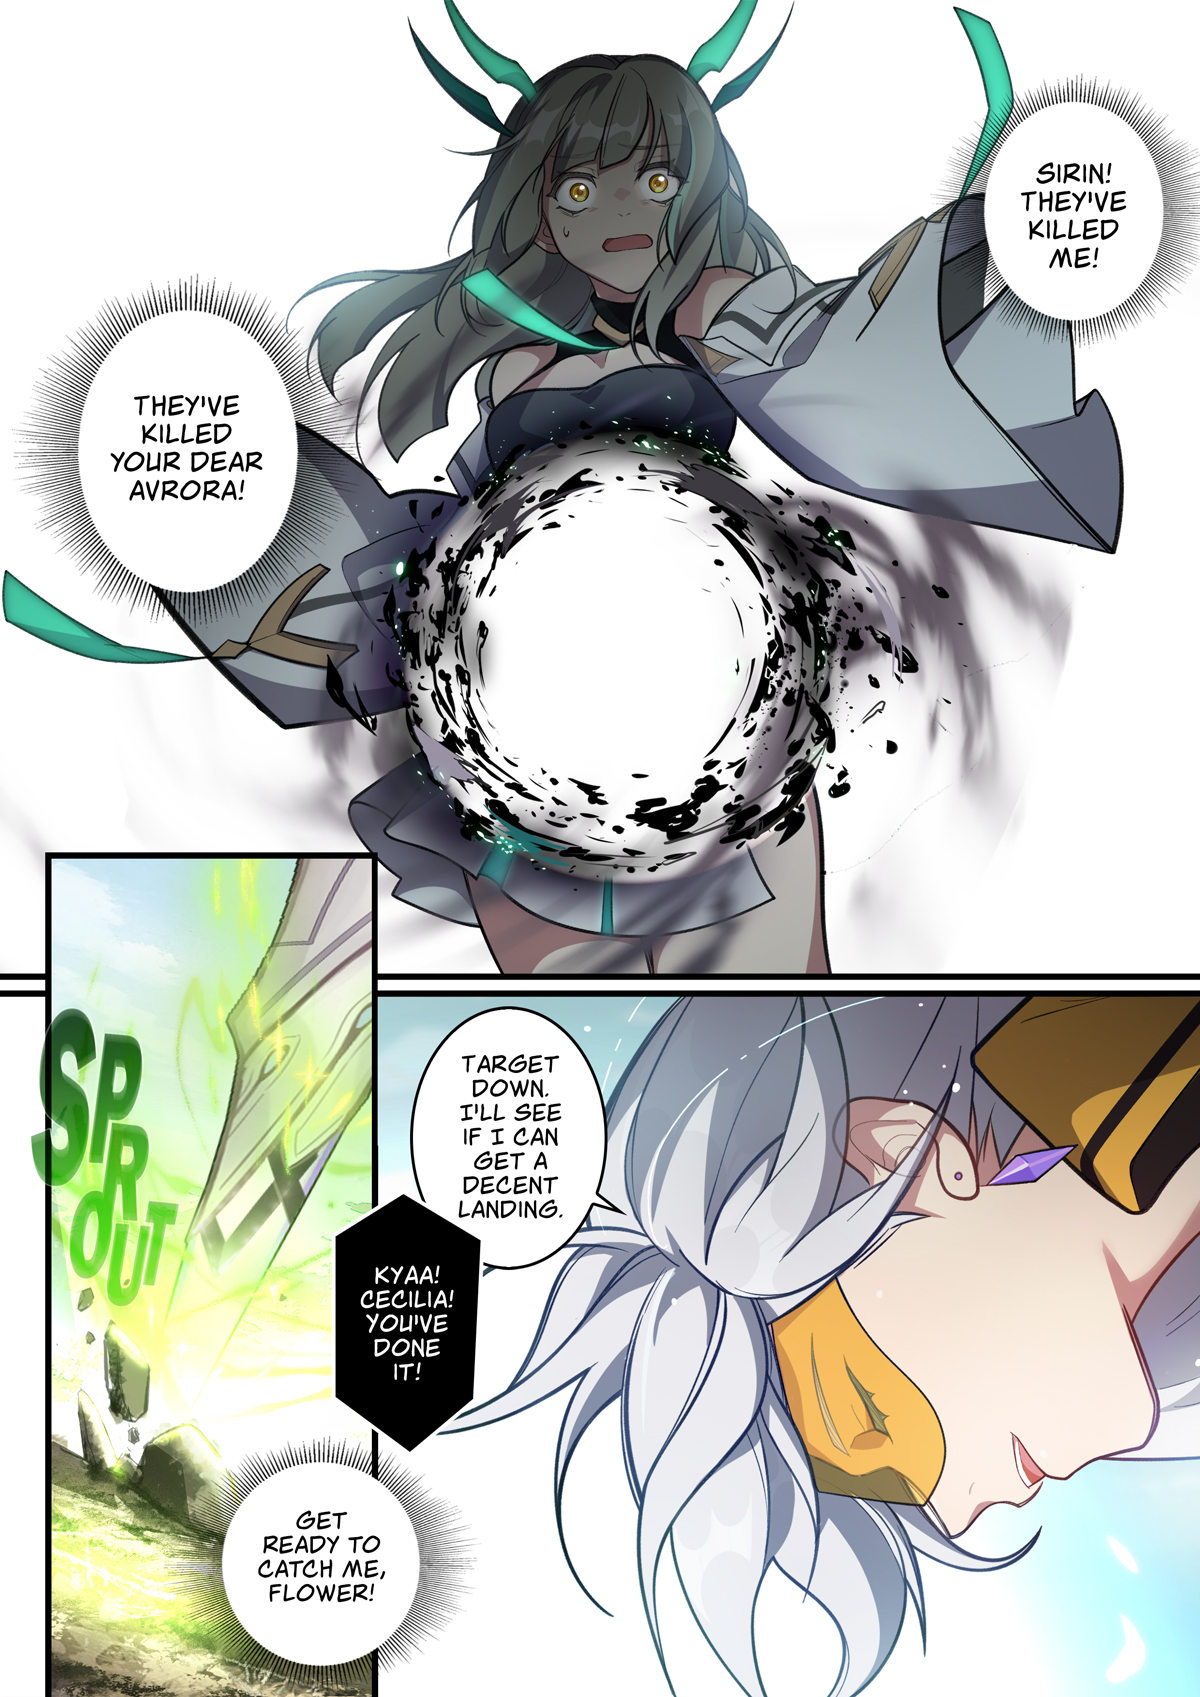 SIRIN!
THEY'VE
KILLED
ME!
THEY'VE
KILLED
YOUR DEAR
AVRORA!
SPROUT
TARGET
DOWN.
I'LL SEE
IF I CAN
GET A
DECENT
LANDING.
KYAA!
CECILIA!
YOU'VE
DONE
IT!
GET
READY TO
CATCH ME,
FLOWER!